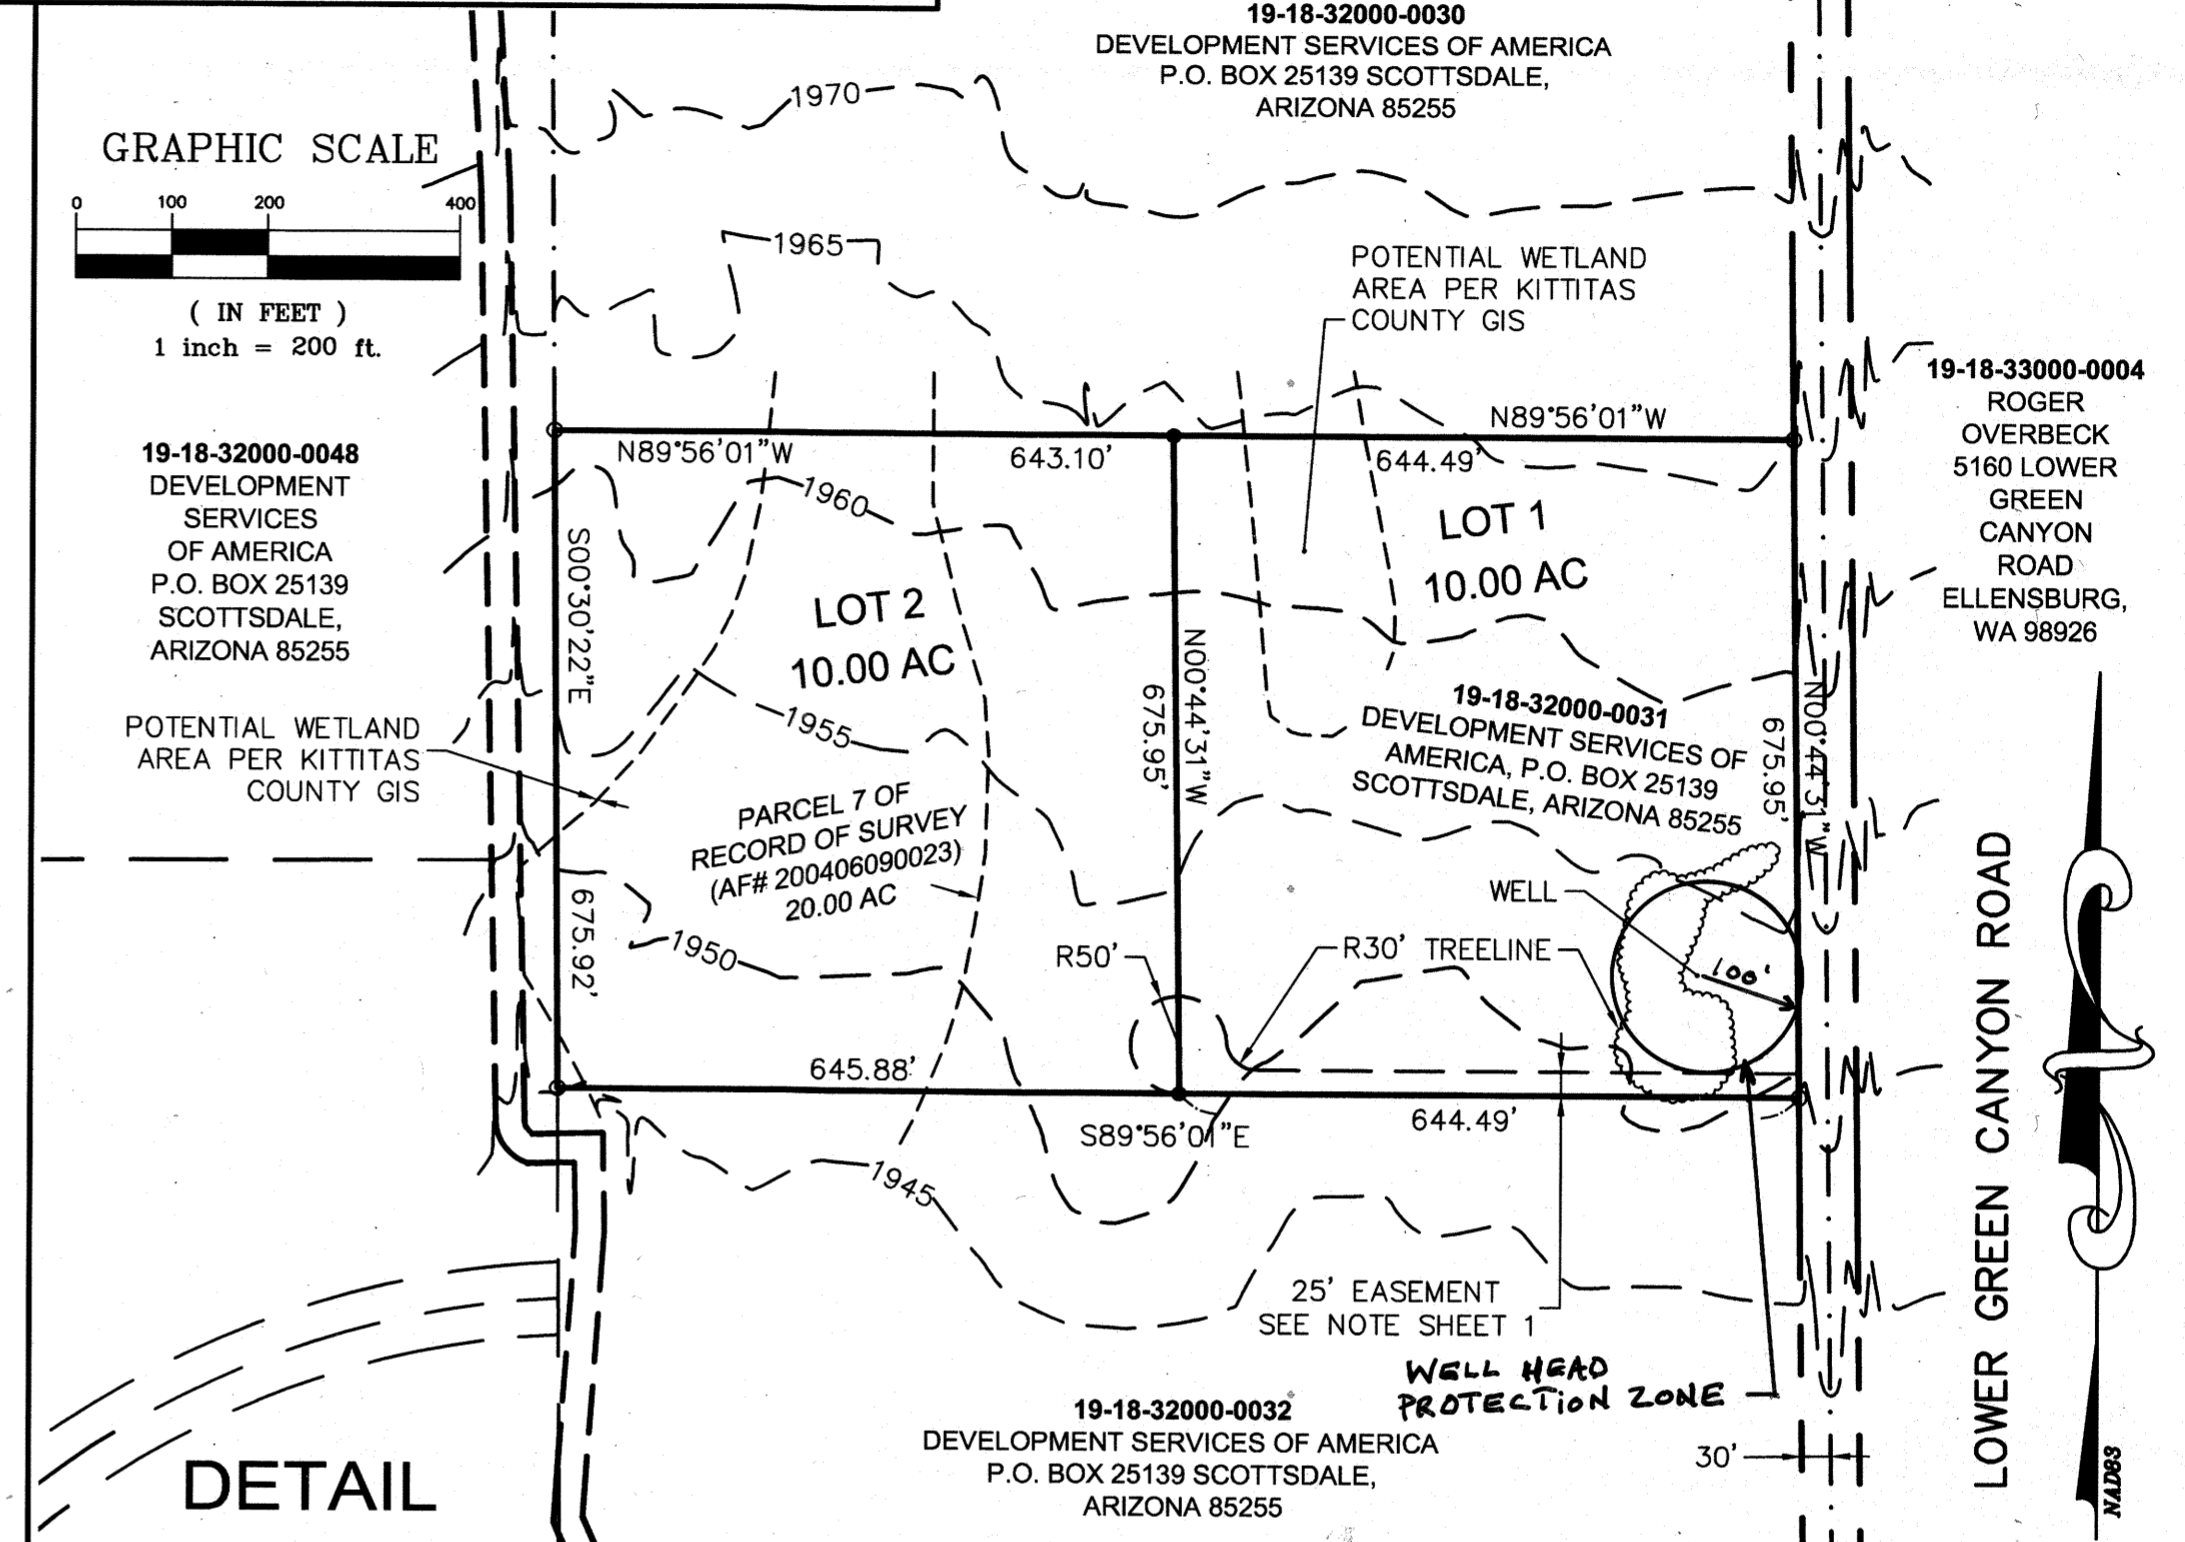 19-18-32000-0030
DEVELOPMENT SERVICES OF AMERICA
P.O. BOX 25139 SCOTTSDALE,
ARIZONA 85255
1970
GRAPHIC SCALE
0 100 200 400
( IN FEET )
1 inch = 200 ft.
1965
POTENTIAL WETLAND
AREA PER KITTITAS
COUNTY GIS
19-18-33000-0004
ROGER
OVERBECK
5160 LOWER
GREEN
CANYON
ROAD
ELLENSBURG,
WA 98926
19-18-32000-0048
DEVELOPMENT
SERVICES
OF AMERICA
P.O. BOX 25139
SCOTTSDALE,
ARIZONA 85255
N89°56'01"W
643.10'
N89°56'01"W
644.49'
1960
S00°30'22"E
675.92'
LOT 2
10.00 AC
LOT 1
10.00 AC
N00°44'31"W
675.95'
N00°44'31"W
675.95'
19-18-32000-0031
DEVELOPMENT SERVICES OF
AMERICA, P.O. BOX 25139
SCOTTSDALE, ARIZONA 85255
POTENTIAL WETLAND
AREA PER KITTITAS
COUNTY GIS
1955
PARCEL 7 OF
RECORD OF SURVEY
(AF# 200406090023)
20.00 AC
1950
WELL
R50'
R30' TREELINE
100'
645.88'
S89°56'01"E
644.49'
1945
25' EASEMENT
SEE NOTE SHEET 1
WELL HEAD
PROTECTION ZONE
19-18-32000-0032
DEVELOPMENT SERVICES OF AMERICA
P.O. BOX 25139 SCOTTSDALE,
ARIZONA 85255
30'
LOWER GREEN CANYON ROAD
NAD83
DETAIL